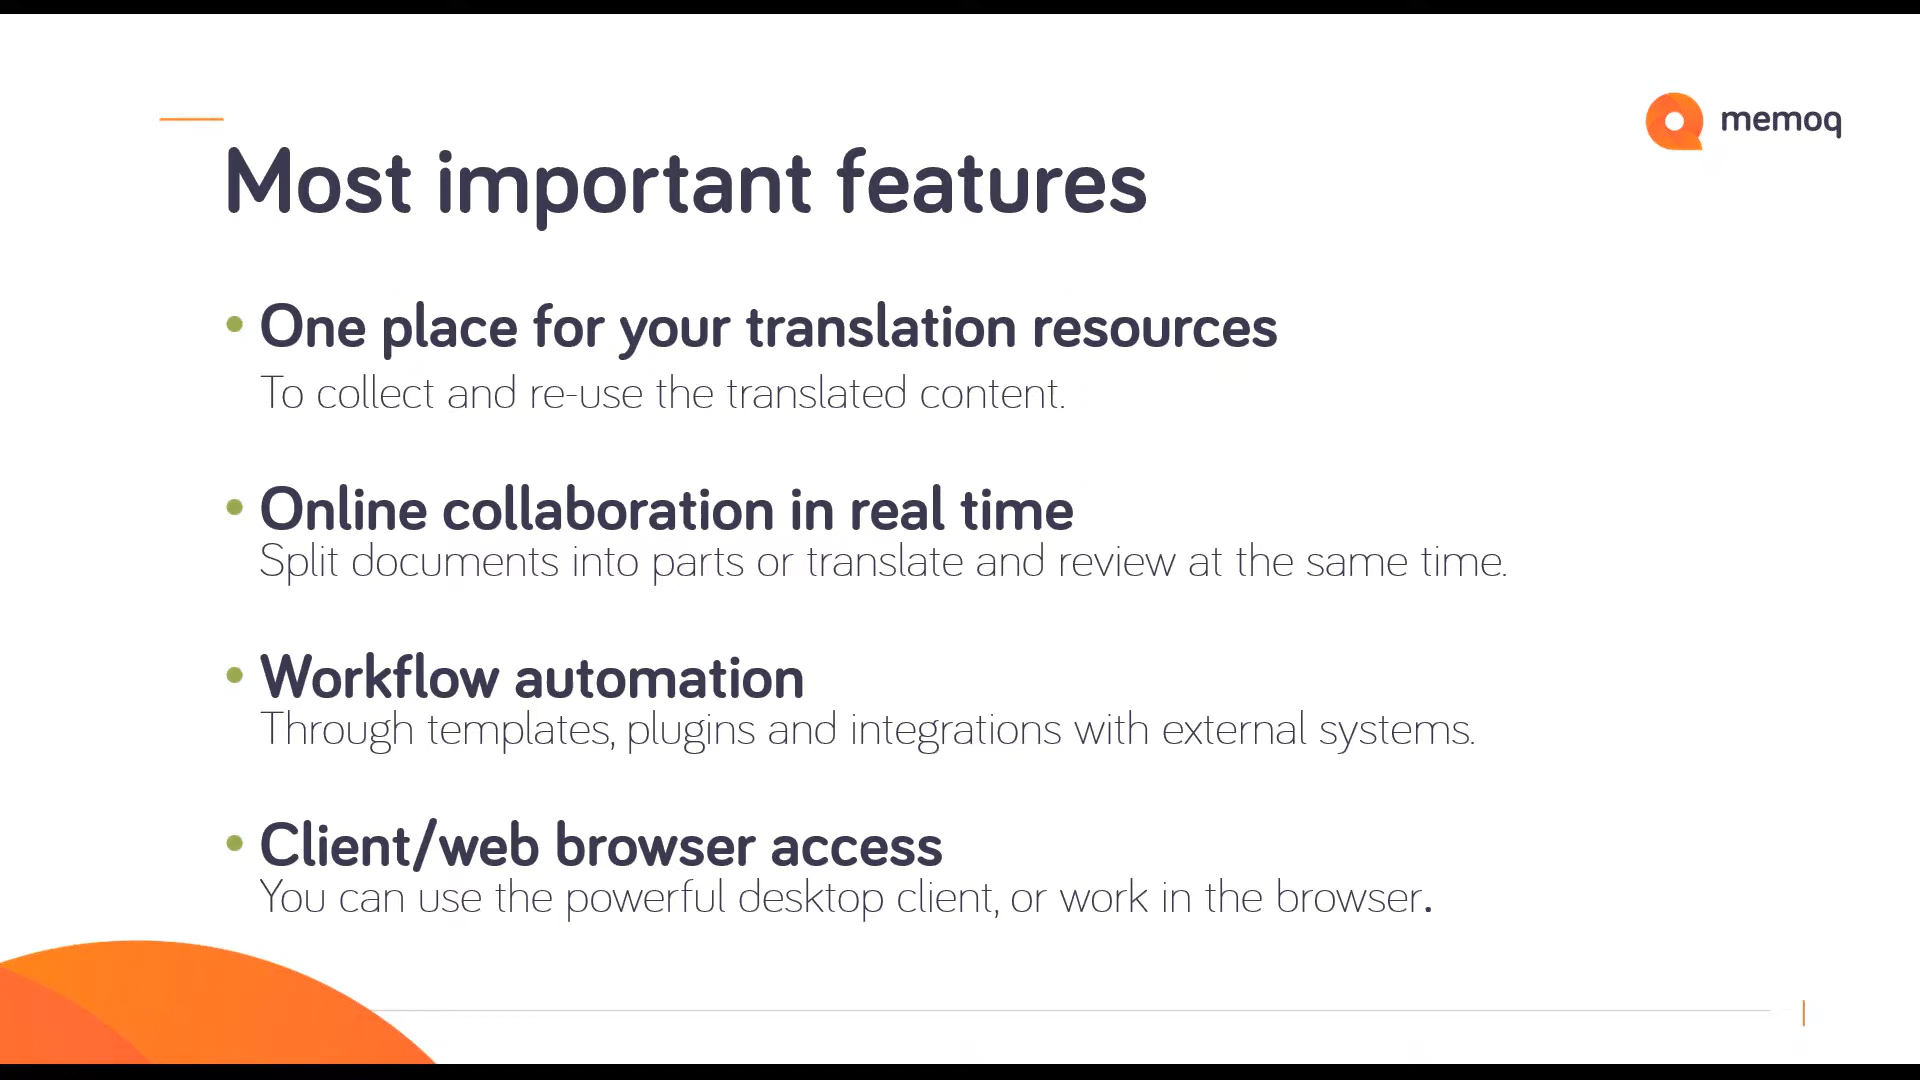 memoq
Most important features
• One place for your translation resources
To collect and re-use the translated content.
• Online collaboration in real time
Split documents into parts or translate and review at the same time.
• Workflow automation
Through templates, plugins and integrations with external systems.
• Client/web browser access
You can use the powerful desktop client, or work in the browser.